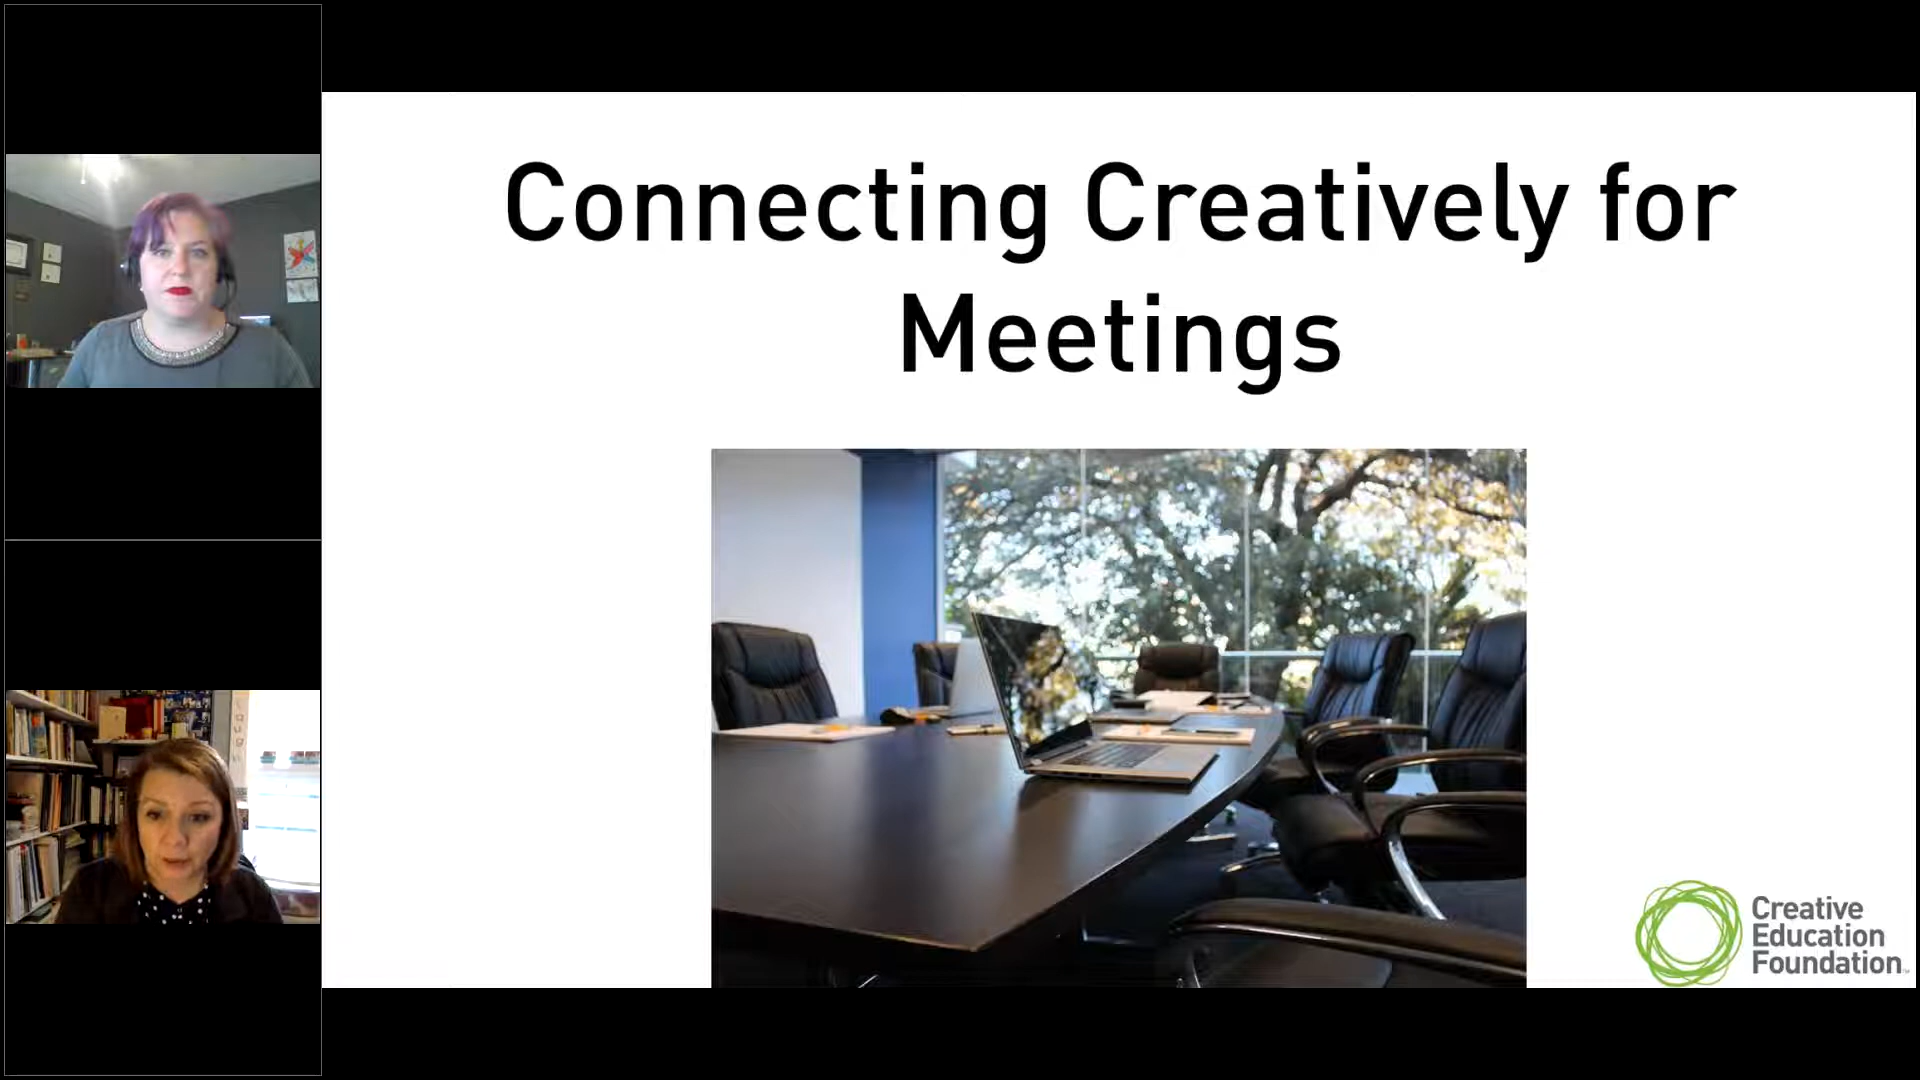 Connecting Creatively for
Meetings
Creative
Education
Foundation